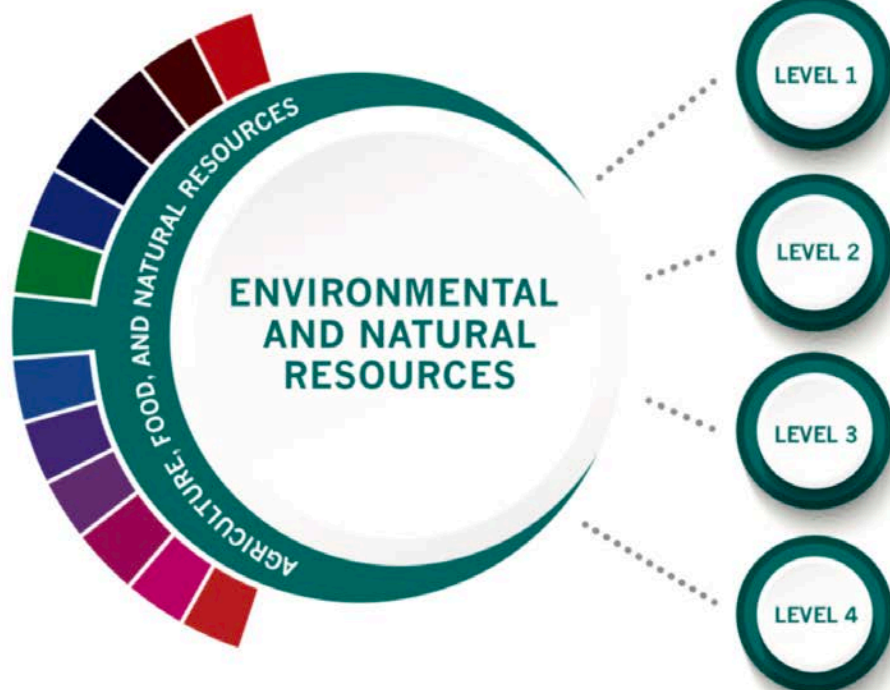 AGRICULTURE, FOOD, AND NATURAL RESOURCES
ENVIRONMENTAL
AND NATURAL
RESOURCES
LEVEL 1
LEVEL 2
LEVEL 3
LEVEL 4